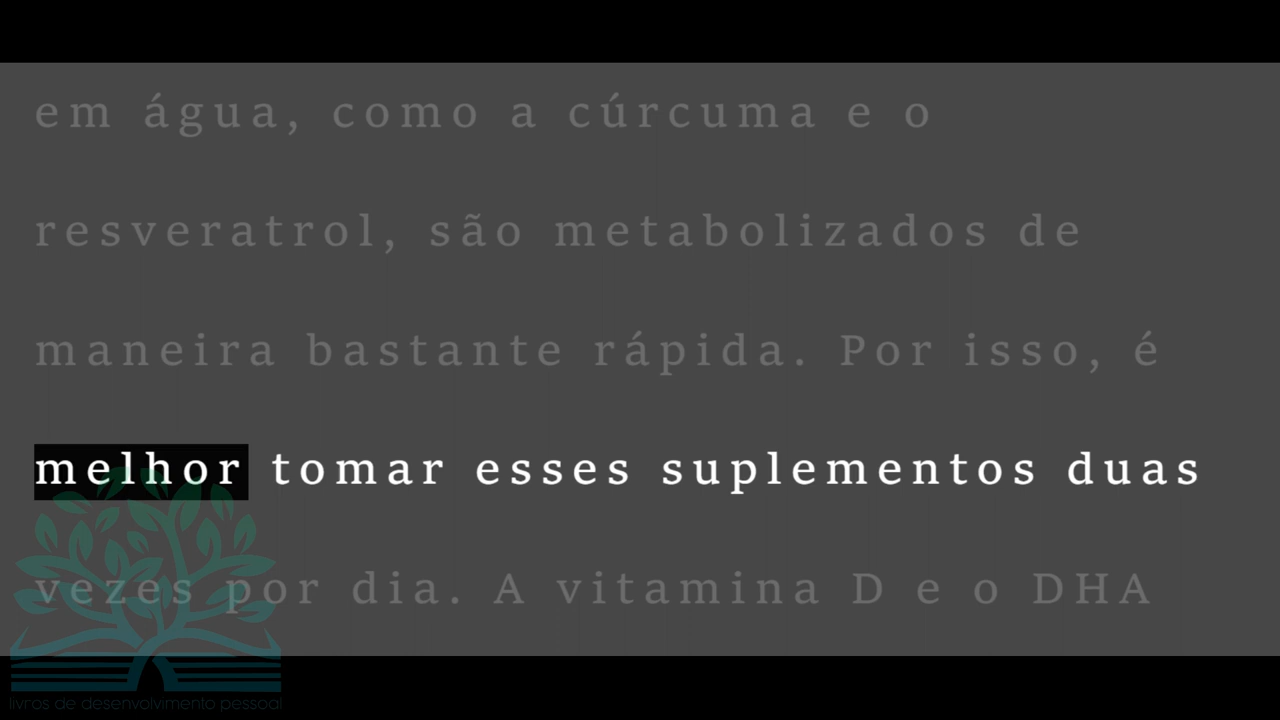 em água, como a cúrcuma e o
resveratrol, são metabolizados de
maneira bastante rápida. Por isso, é
melhor tomar esses suplementos duas
vezes por dia. A vitamina D e o DHA
livros de desenvolvimento pessoal